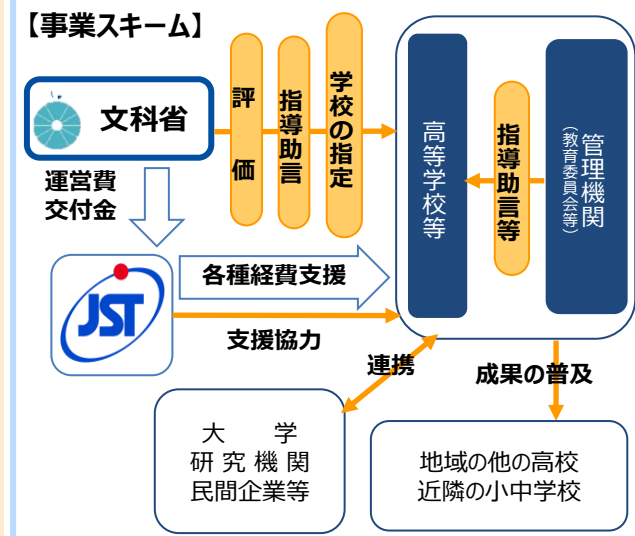 【事業スキーム】
文科省
評価
指導助言
学校の指定
高等学校等
指導助言等
管理機関
(教育委員会等)
運営費
交付金
JST
各種経費支援
支援協力
連携
成果の普及
大　学
研究機関
民間企業等
地域の他の高校
近隣の小中学校